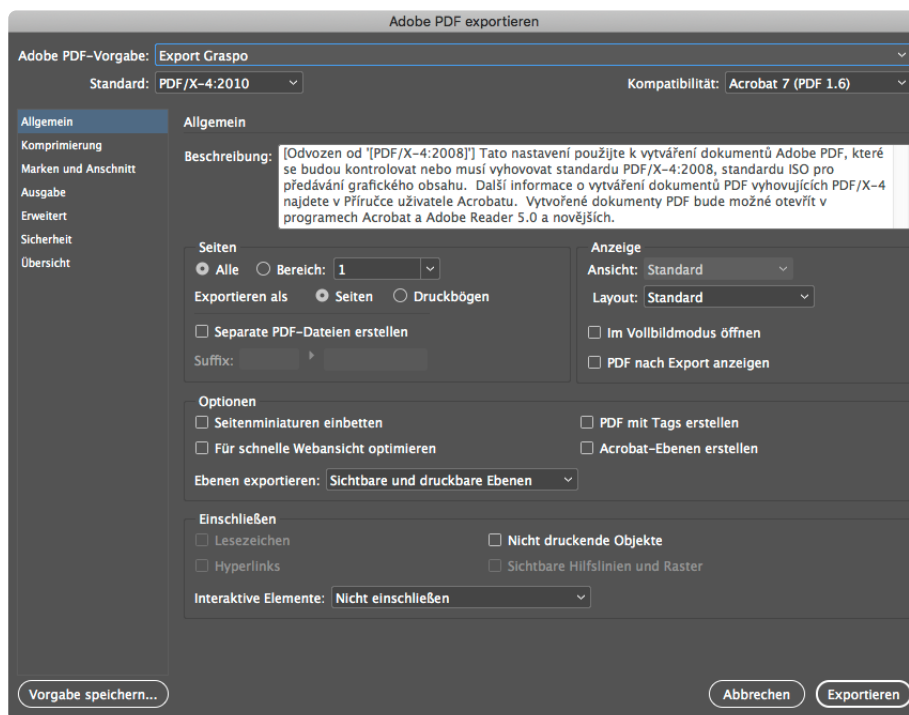 Adobe PDF exportieren
Adobe PDF-Vorgabe: Export Graspo
Standard: PDF/X-4:2010
Kompatibilität: Acrobat 7 (PDF 1.6)
Allgemein
Komprimierung
Marken und Anschnitt
Ausgabe
Erweitert
Sicherheit
Übersicht
Allgemein
Beschreibung: [Odvozen od '[PDF/X-4:2008]'] Tato nastavení použijte k vytváření dokumentů Adobe PDF, které
se budou kontrolovat nebo musí vyhovovat standardu PDF/X-4:2008, standardu ISO pro
předávání grafického obsahu. Další informace o vytváření dokumentů PDF vyhovujících PDF/X-4
najdete v Příručce uživatele Acrobatu. Vytvořené dokumenty PDF bude možné otevřít v
programech Acrobat a Adobe Reader 5.0 a novějších.
Seiten
Alle Bereich: 1
Exportieren als Seiten Druckbögen
Separate PDF-Dateien erstellen
Suffix:
Anzeige
Ansicht: Standard
Layout: Standard
Im Vollbildmodus öffnen
PDF nach Export anzeigen
Optionen
Seitenminiaturen einbetten
PDF mit Tags erstellen
Für schnelle Webansicht optimieren
Acrobat-Ebenen erstellen
Ebenen exportieren: Sichtbare und druckbare Ebenen
Einschließen
Lesezeichen
Nicht druckende Objekte
Hyperlinks
Sichtbare Hilfslinien und Raster
Interaktive Elemente: Nicht einschließen
Vorgabe speichern...
Abbrechen
Exportieren